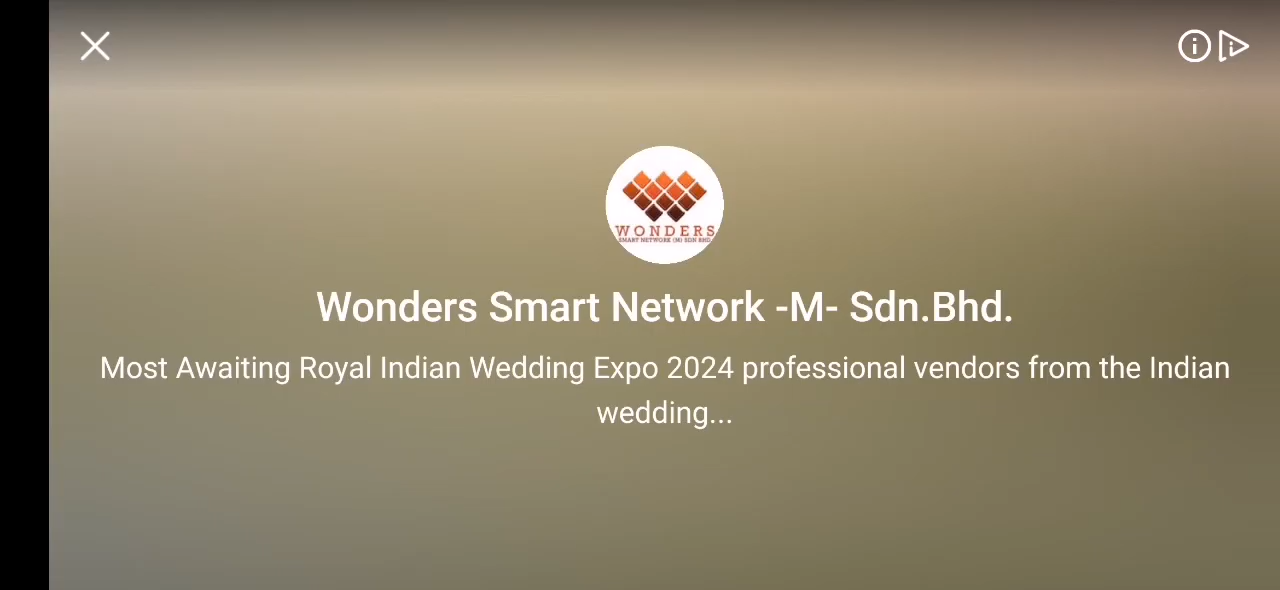 WONDERS
SMART NETWORK (M) SDN BHD.
Wonders Smart Network -M- Sdn.Bhd.
Most Awaiting Royal Indian Wedding Expo 2024 professional vendors from the Indian
wedding...